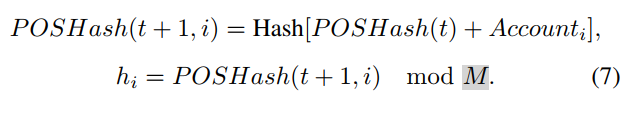 POSHash(t + 1, i) = Hash[POSHash(t) + Account_i],
h_i = POSHash(t + 1, i) mod M. (7)